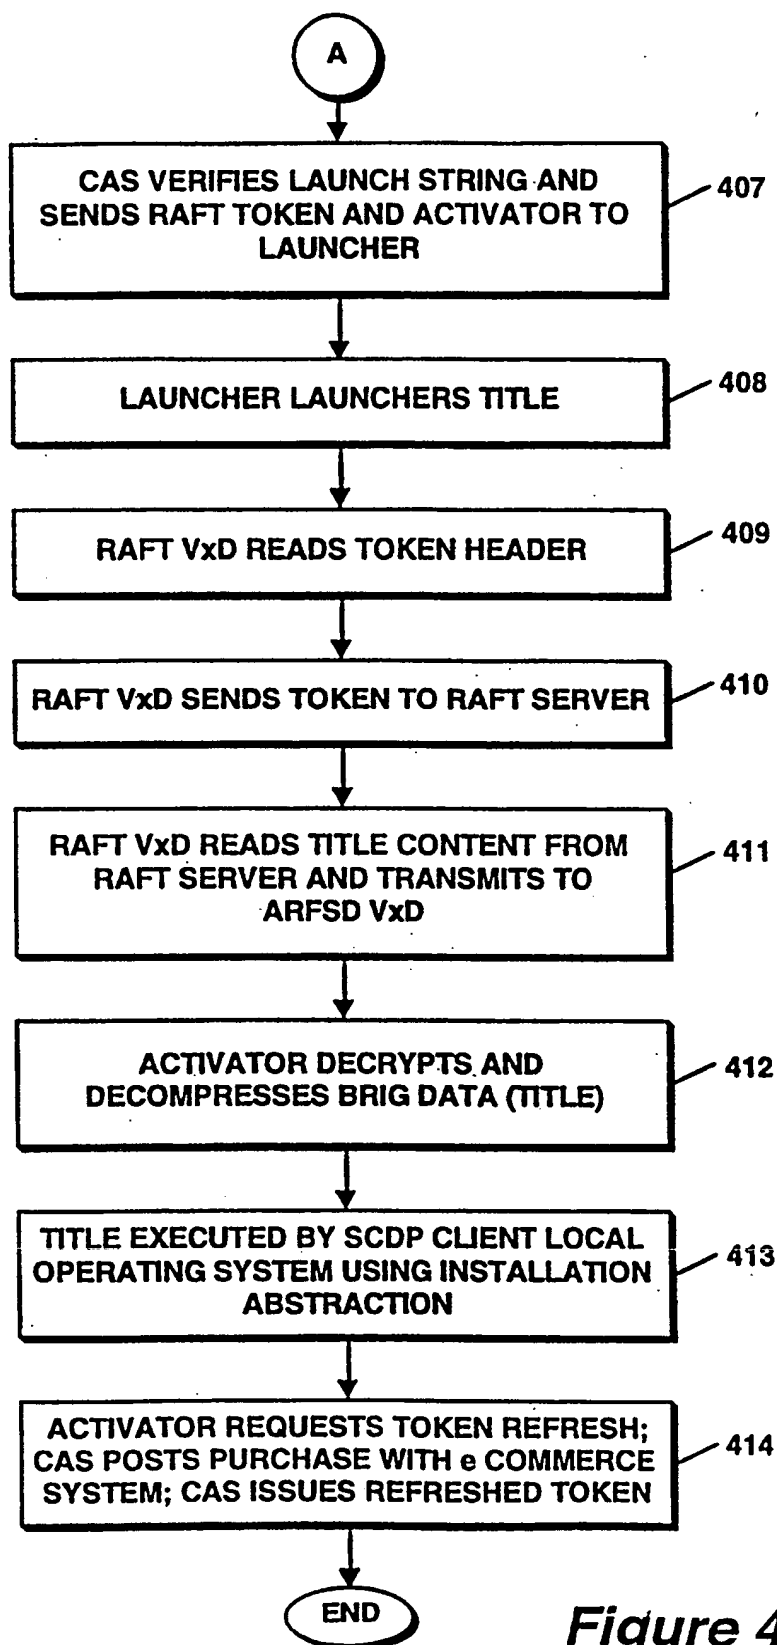 A
CAS VERIFIES LAUNCH STRING AND
SENDS RAFT TOKEN AND ACTIVATOR TO
LAUNCHER
407
LAUNCHER LAUNCHERS TITLE
408
RAFT VxD READS TOKEN HEADER
409
RAFT VxD SENDS TOKEN TO RAFT SERVER
410
RAFT VxD READS TITLE CONTENT FROM
RAFT SERVER AND TRANSMITS TO
ARFSD VxD
411
ACTIVATOR DECRYPTS AND
DECOMPRESSES BRIG DATA (TITLE)
412
TITLE EXECUTED BY SCDP CLIENT LOCAL
OPERATING SYSTEM USING INSTALLATION
ABSTRACTION
413
ACTIVATOR REQUESTS TOKEN REFRESH;
CAS POSTS PURCHASE WITH e COMMERCE
SYSTEM; CAS ISSUES REFRESHED TOKEN
414
END
Figure 4